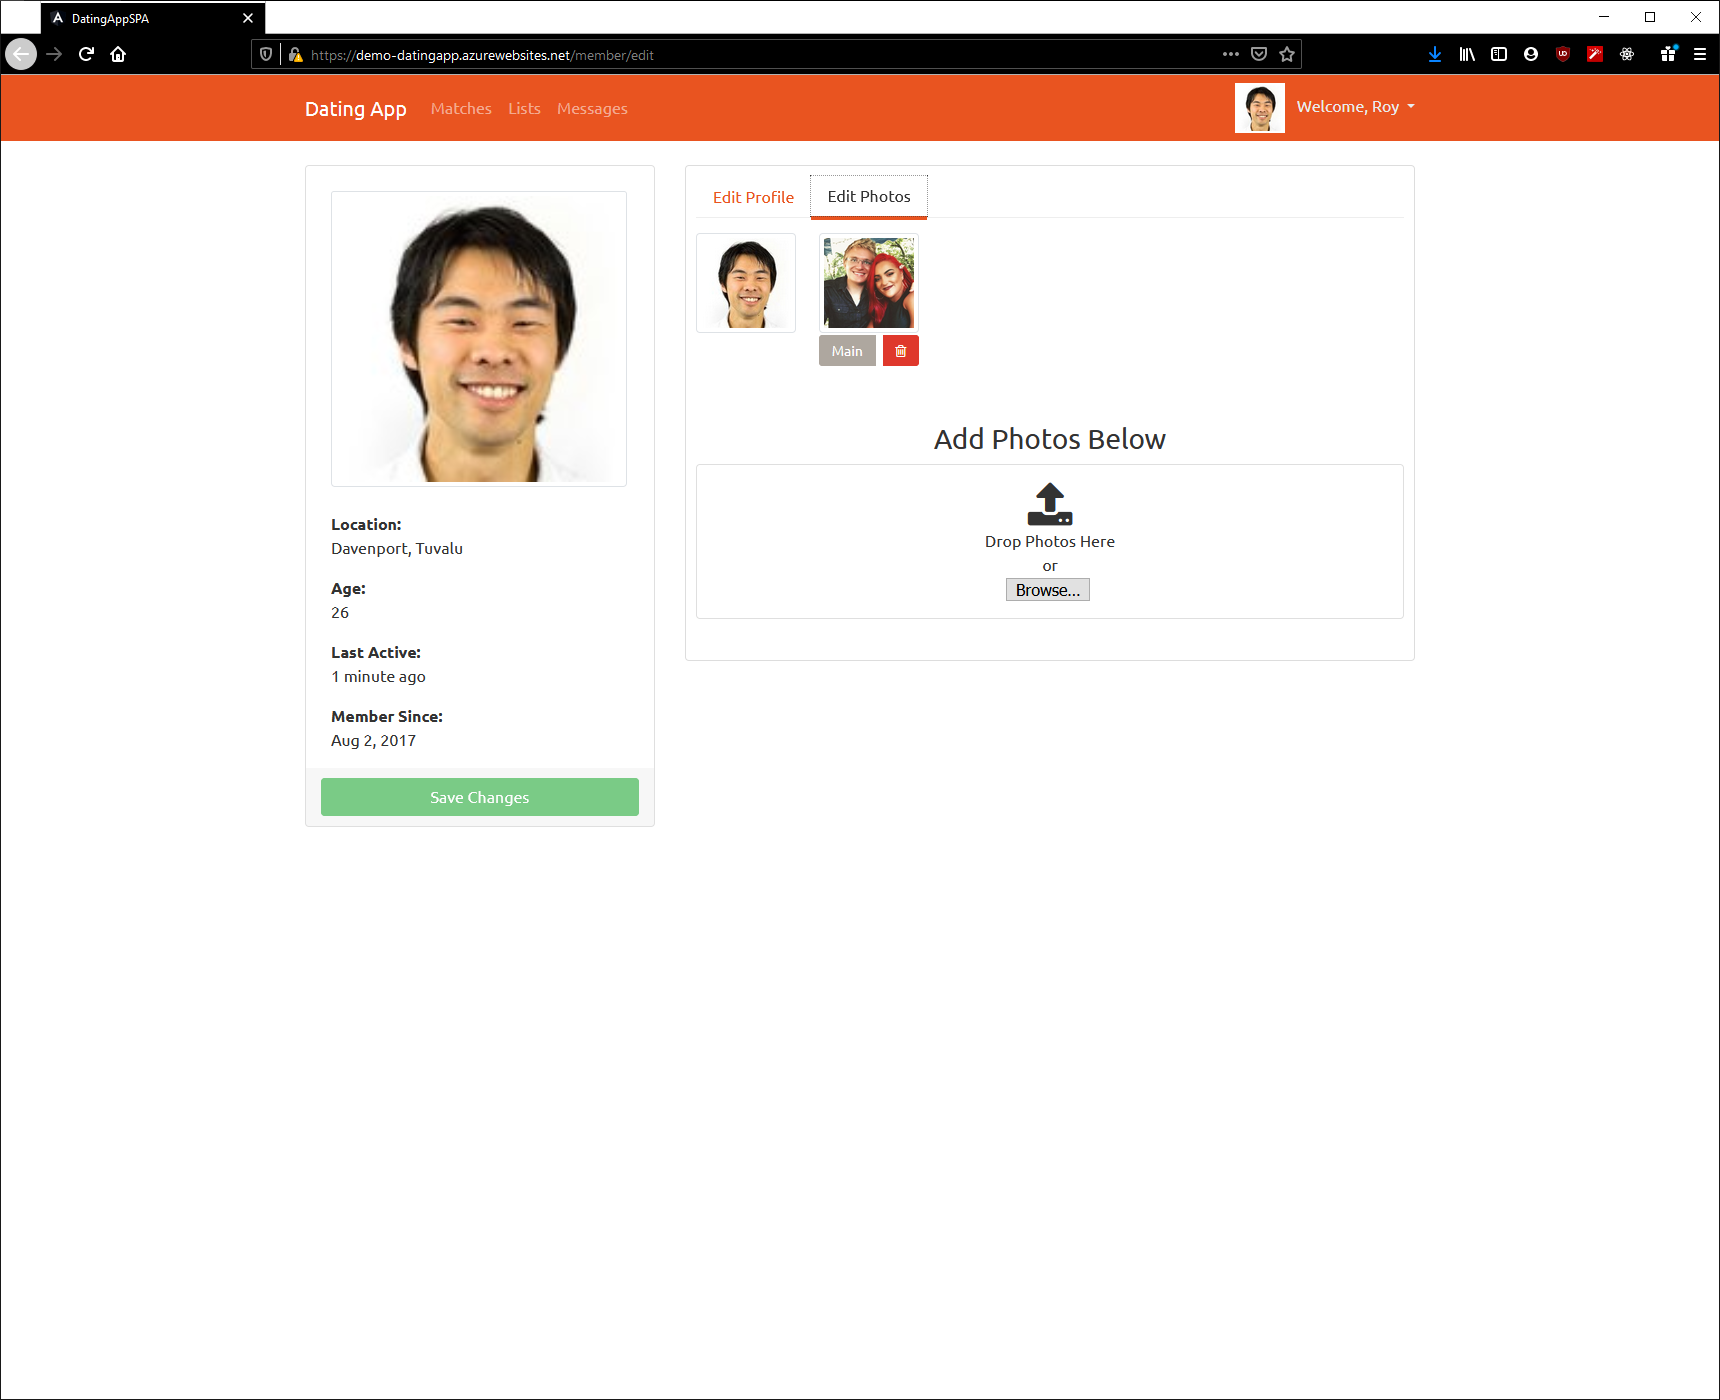 DatingAppSPA
https://demo-datingapp.azurewebsites.net/member/edit
Dating App
Matches
Lists
Messages
Welcome, Roy
Location:
Davenport, Tuvalu
Age:
26
Last Active:
1 minute ago
Member Since:
Aug 2, 2017
Save Changes
Edit Profile
Edit Photos
Main
Add Photos Below
Drop Photos Here
or
Browse...